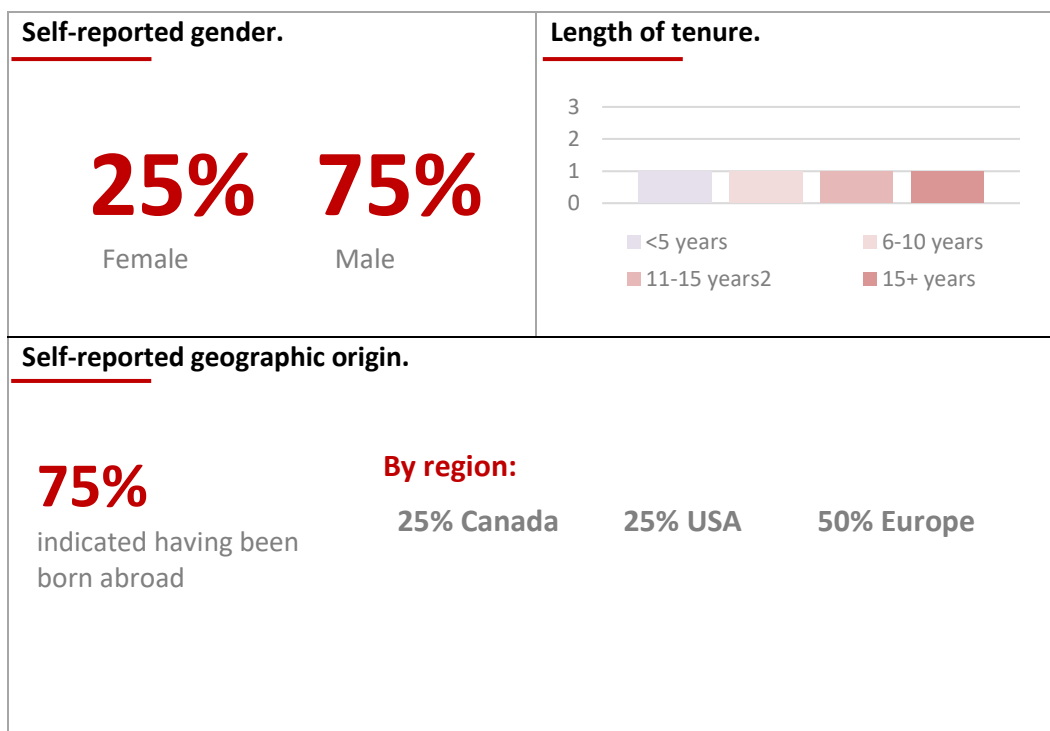 Self-reported gender.
25% 75%
Female Male
Length of tenure.
3
2
1
0
<5 years 6-10 years
11-15 years2 15+ years
Self-reported geographic origin.
75%
indicated having been
born abroad
By region:
25% Canada 25% USA 50% Europe